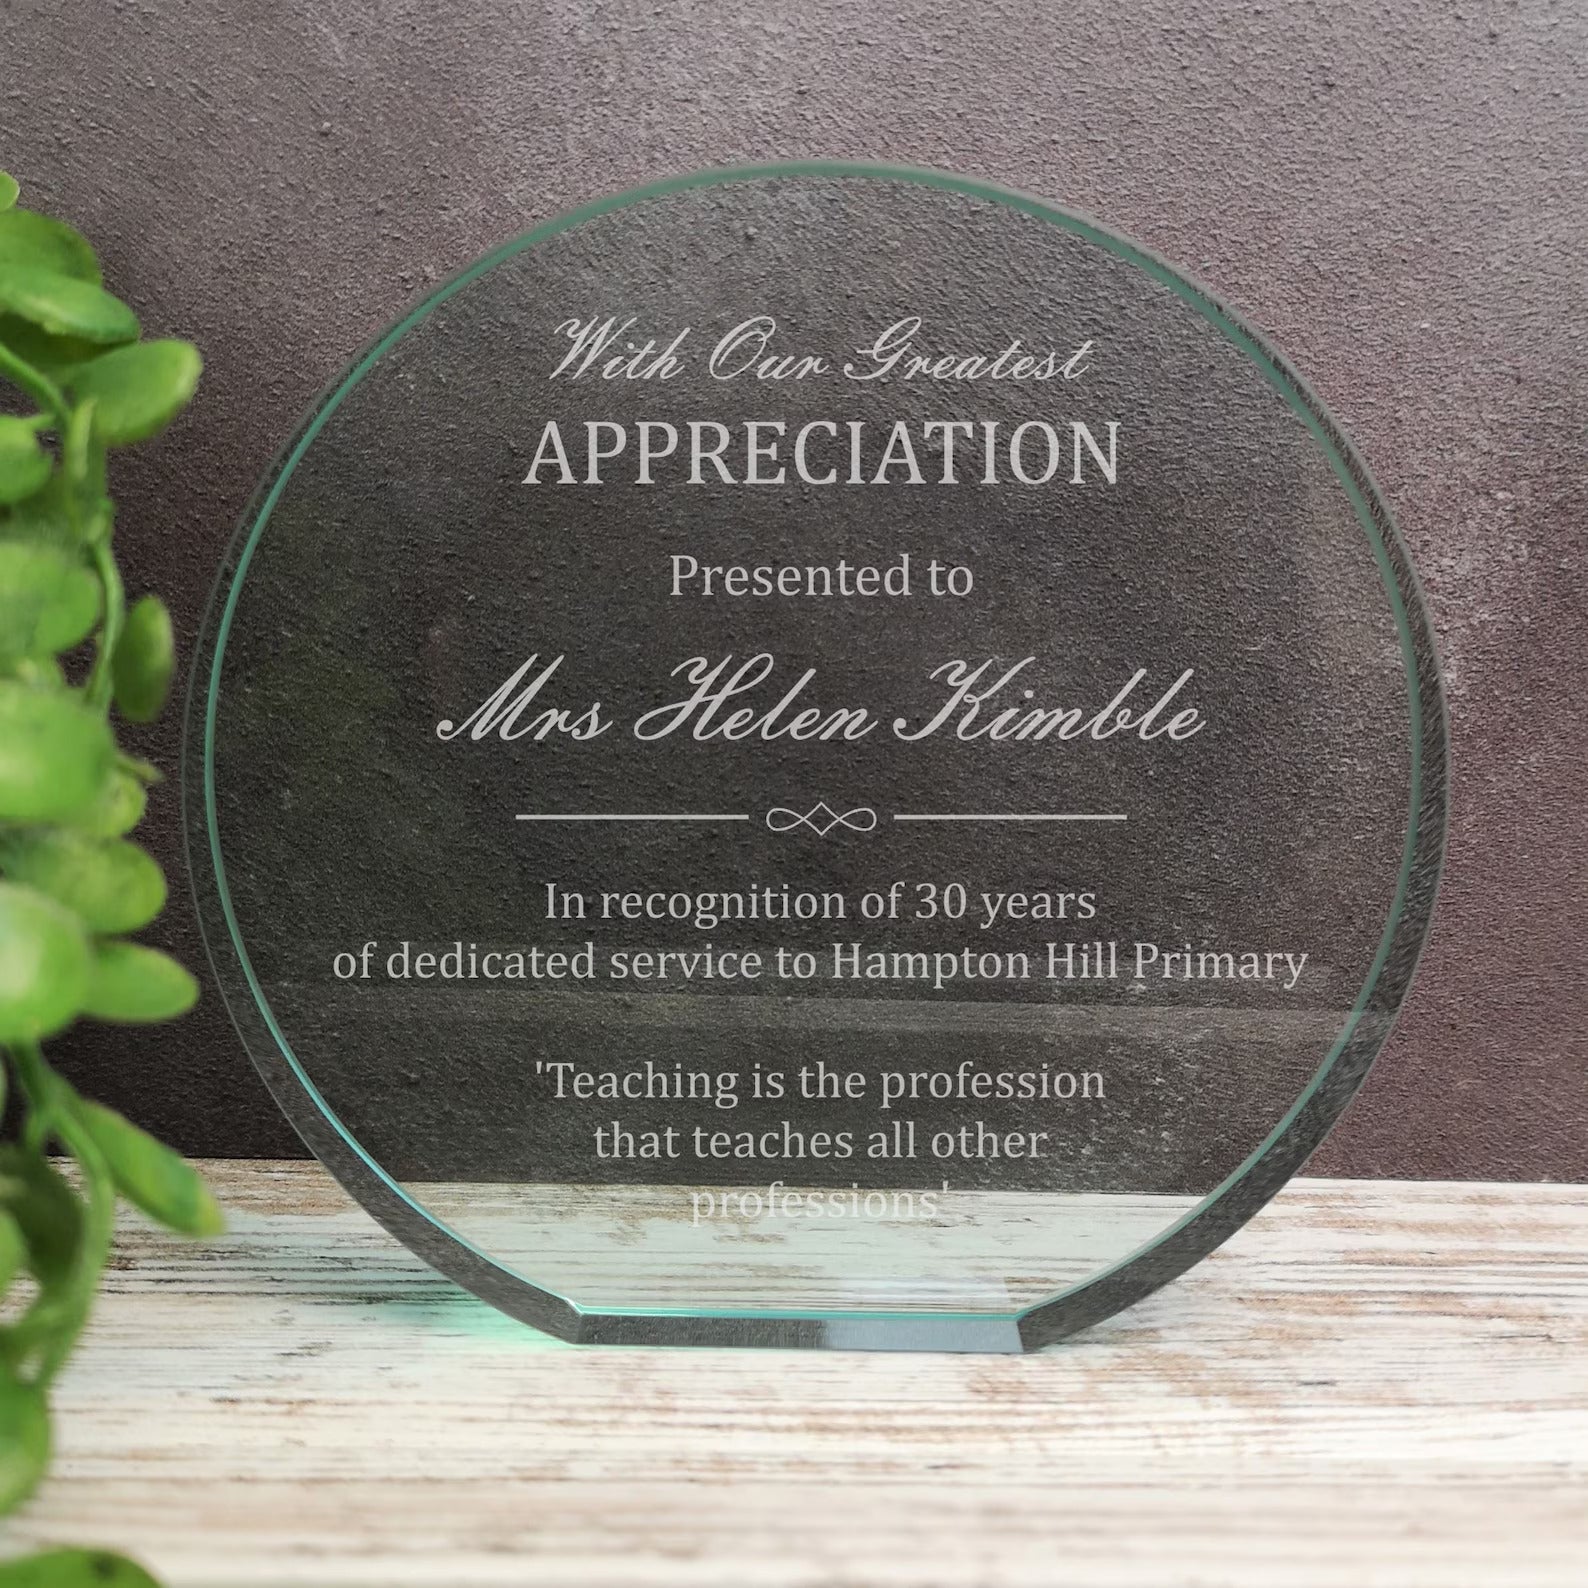 With Our Greatest
APPRECIATION
Presented to
Mrs Helen Kimble
In recognition of 30 years
of dedicated service to Hampton Hill Primary
'Teaching is the profession
that teaches all other
professions'